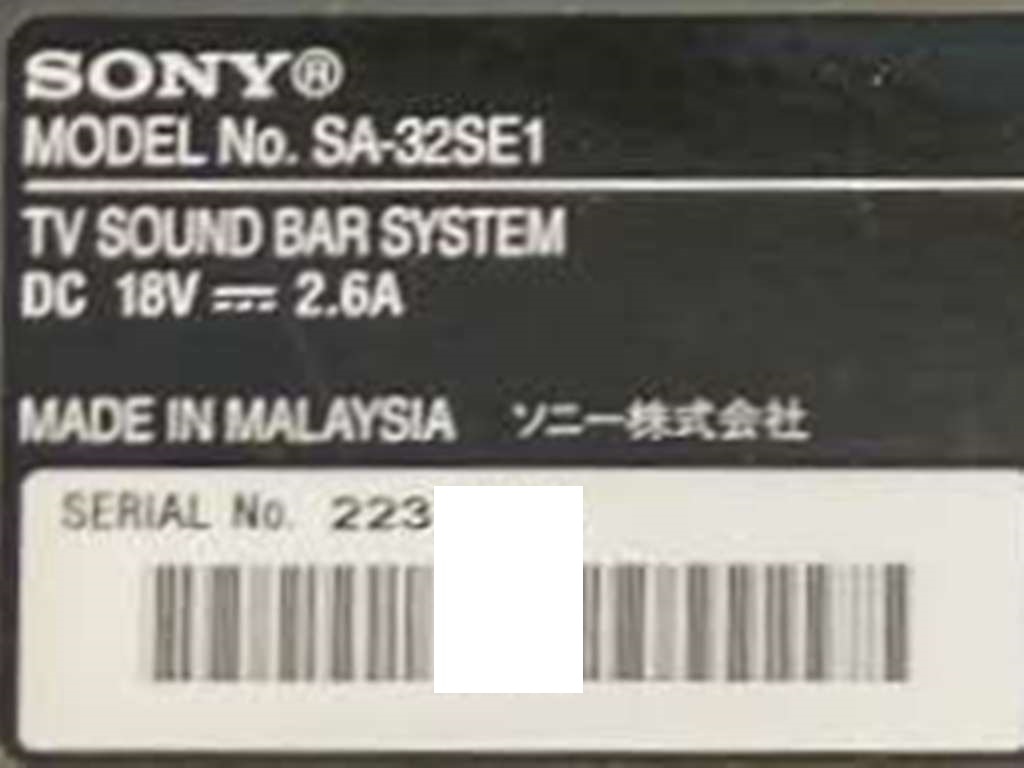 SONY®
MODEL No. SA-32SE1
TV SOUND BAR SYSTEM
DC 18V ⎓ 2.6A
MADE IN MALAYSIA ソニー株式会社
SERIAL No. 223